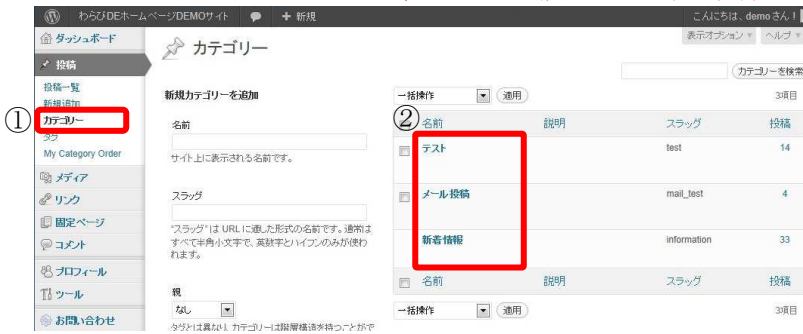 わらびDEホームページDEMOサイト + 新規 こんにちは、demoさん!
表示オプション ヘルプ
ダッシュボード
カテゴリー
投稿
カテゴリーを検索
投稿一覧
新規追加
① カテゴリー
タグ
My Category Order
メディア
リンク
固定ページ
コメント
プロフィール
ツール
お問い合わせ
新規カテゴリーを追加
名前
サイト上に表示される名前です。
スラッグ
"スラッグ"は URL に適した形式の名前です。通常は
すべて半角小文字で、英数字とハイフンのみが使わ
れます。
親
なし
タグとは異なり、カテゴリーは階層構造を持つことがで
一括操作 適用 3項目
② 名前 説明 スラッグ 投稿
テスト test 14
メール投稿 mail_test 4
新着情報 information 33
名前 説明 スラッグ 投稿
一括操作 適用 3項目